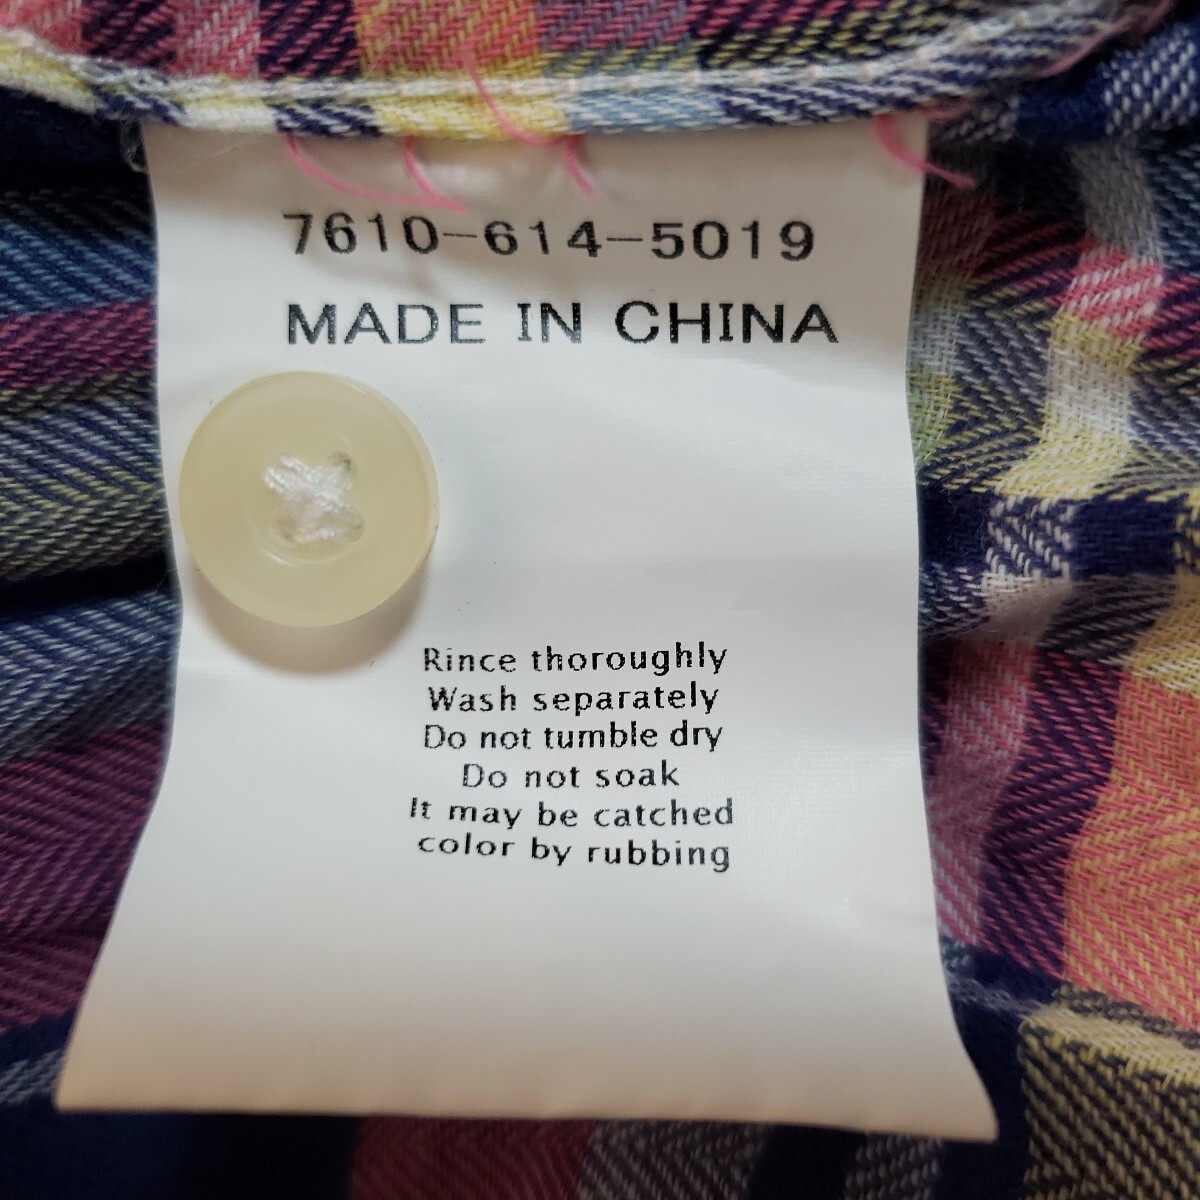 7610-614-5019
MADE IN CHINA
Rince thoroughly
Wash separately
Do not tumble dry
Do not soak
It may be catched
color by rubbing